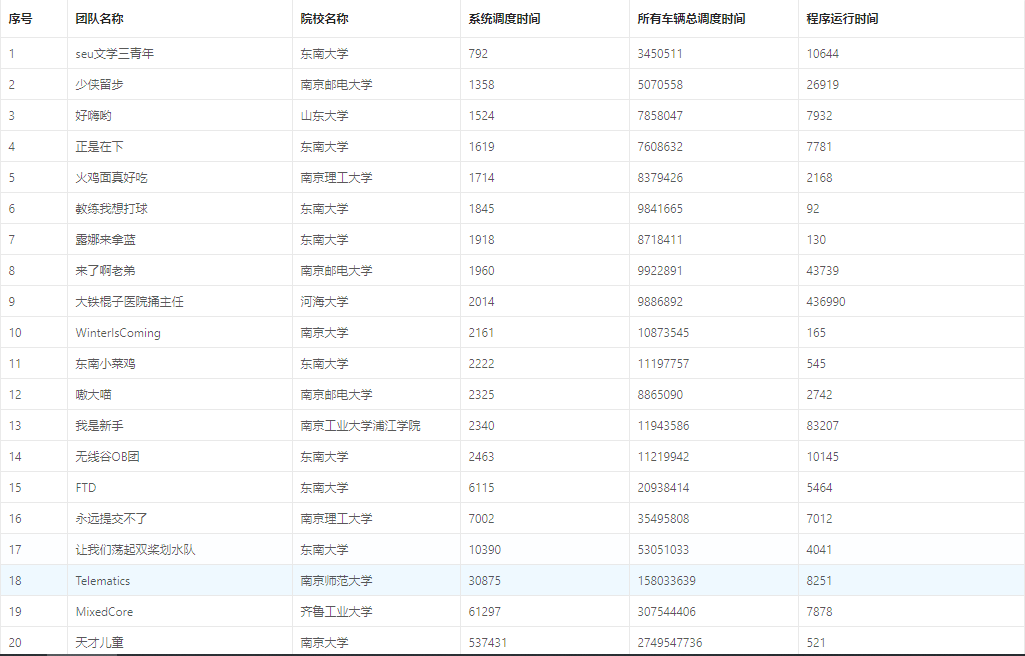 序号 团队名称 院校名称 系统调度时间 所有车辆总调度时间 程序运行时间
1 seu文学三青年 东南大学 792 3450511 10644
2 少侠留步 南京邮电大学 1358 5070558 26919
3 好嗨哟 山东大学 1524 7858047 7932
4 正是在下 东南大学 1619 7608632 7781
5 火鸡面真好吃 南京理工大学 1714 8379426 2168
6 教练我想打球 东南大学 1845 9841665 92
7 露娜来拿蓝 东南大学 1918 8718411 130
8 来了啊老弟 南京邮电大学 1960 9922891 43739
9 大铁棍子医院捅主任 河海大学 2014 9886892 436990
10 WinterIsComing 南京大学 2161 10873545 165
11 东南小菜鸡 东南大学 2222 11197757 545
12 嗷大喵 南京邮电大学 2325 8865090 2742
13 我是新手 南京工业大学浦江学院 2340 11943586 83207
14 无线谷OB团 东南大学 2463 11219942 10145
15 FTD 东南大学 6115 20938414 5464
16 永远提交不了 南京理工大学 7002 35495808 7012
17 让我们荡起双桨划水队 东南大学 10390 53051033 4041
18 Telematics 南京师范大学 30875 158033639 8251
19 MixedCore 齐鲁工业大学 61297 307544406 7878
20 天才儿童 南京大学 537431 2749547736 521